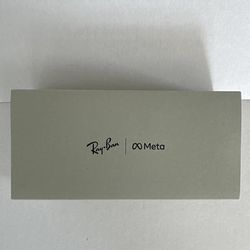 Ray-Ban | ∞ Meta